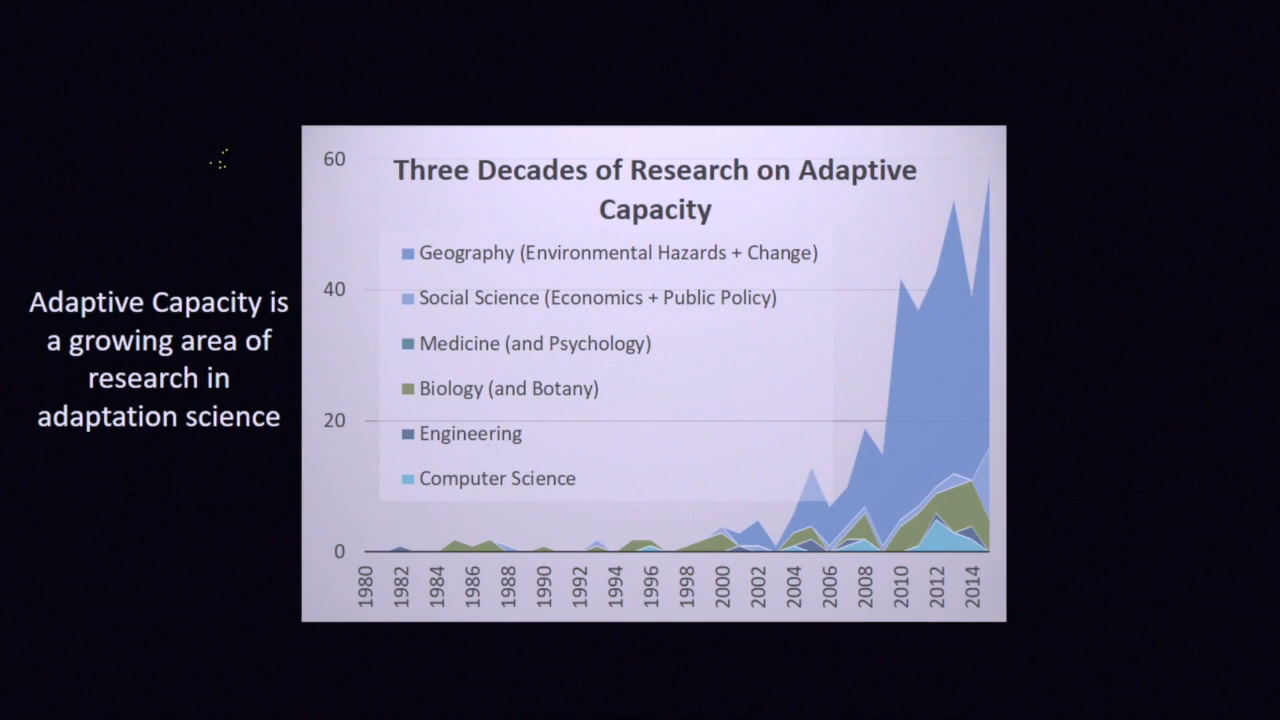 Adaptive Capacity is
a growing area of
research in
adaptation science
Three Decades of Research on Adaptive
Capacity
60
40
20
0
Geography (Environmental Hazards + Change)
Social Science (Economics + Public Policy)
Medicine (and Psychology)
Biology (and Botany)
Engineering
Computer Science
1980
1982
1984
1986
1988
1990
1992
1994
1996
1998
2000
2002
2004
2006
2008
2010
2012
2014